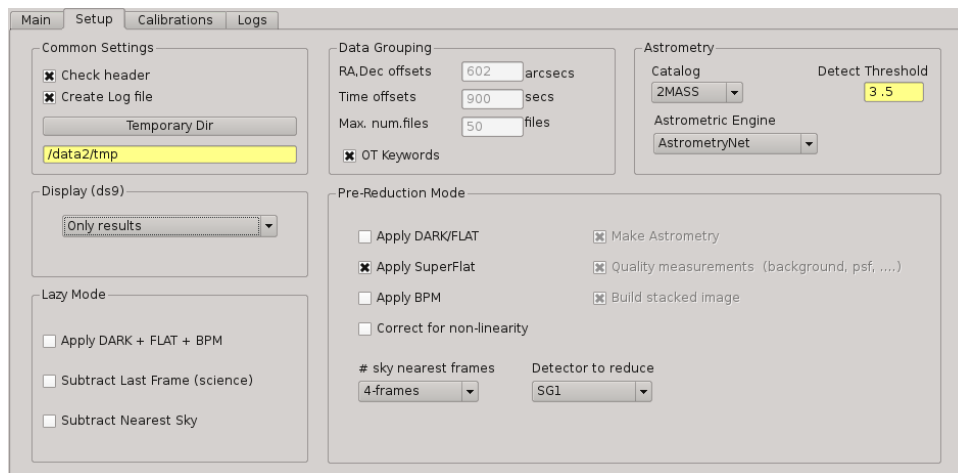 Main Setup Calibrations Logs
Common Settings
Check header
Create Log file
Temporary Dir
/data2/tmp
Data Grouping
RA,Dec offsets 602 arcsecs
Time offsets 900 secs
Max. num.files 50 files
OT Keywords
Astrometry
Catalog Detect Threshold
2MASS 3.5
Astrometric Engine
AstrometryNet
Display (ds9)
Only results
Lazy Mode
Apply DARK + FLAT + BPM
Subtract Last Frame (science)
Subtract Nearest Sky
Pre-Reduction Mode
Apply DARK/FLAT Make Astrometry
Apply SuperFlat Quality measurements (background, psf, ....)
Apply BPM Build stacked image
Correct for non-linearity
# sky nearest frames Detector to reduce
4-frames SG1